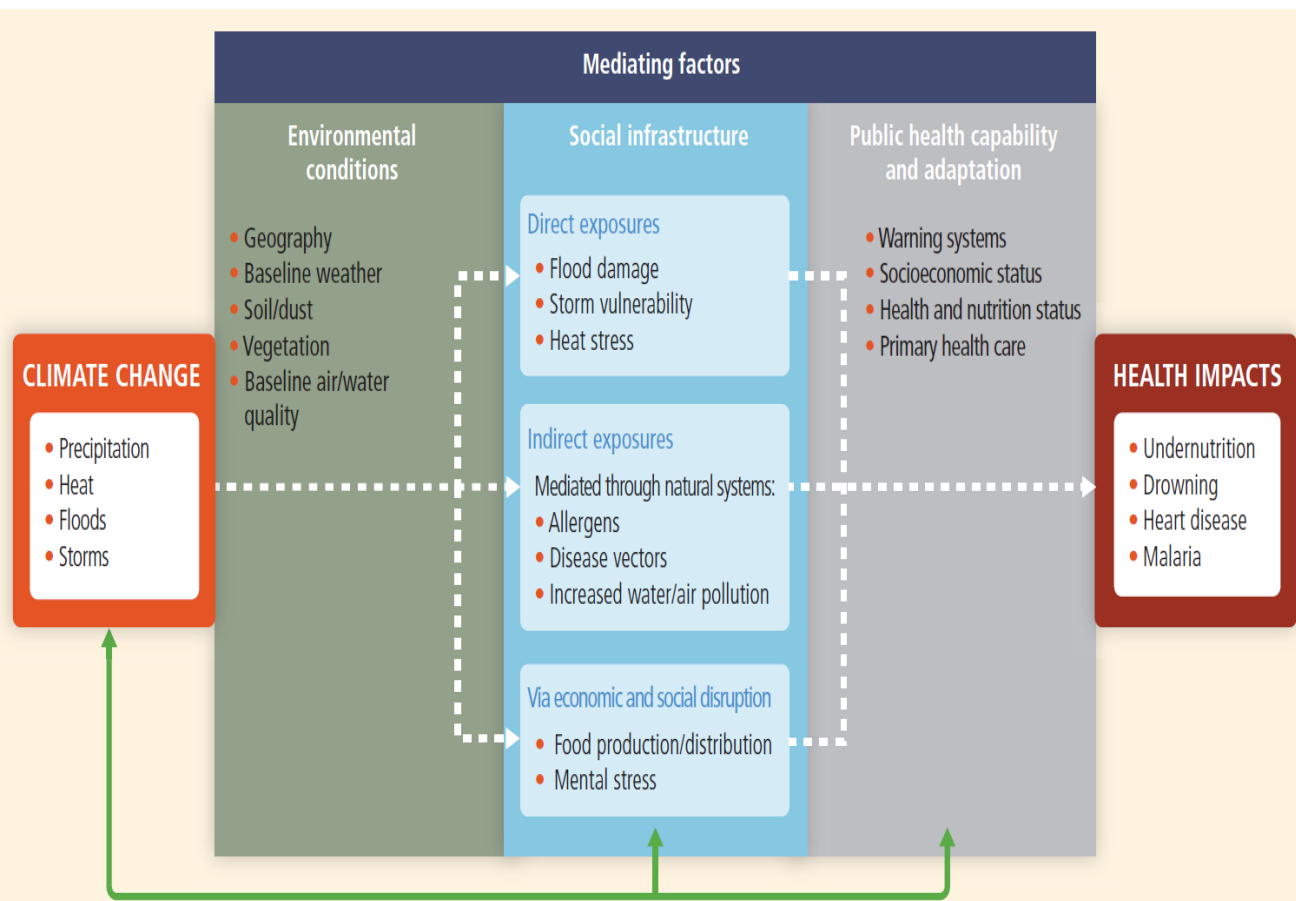 Mediating factors
Environmental
conditions
• Geography
• Baseline weather
• Soil/dust
• Vegetation
• Baseline air/water
quality
Social infrastructure
Direct exposures
• Flood damage
• Storm vulnerability
• Heat stress
Indirect exposures
Mediated through natural systems:
• Allergens
• Disease vectors
• Increased water/air pollution
Via economic and social disruption
• Food production/distribution
• Mental stress
Public health capability
and adaptation
• Warning systems
• Socioeconomic status
• Health and nutrition status
• Primary health care
CLIMATE CHANGE
• Precipitation
• Heat
• Floods
• Storms
HEALTH IMPACTS
• Undernutrition
• Drowning
• Heart disease
• Malaria